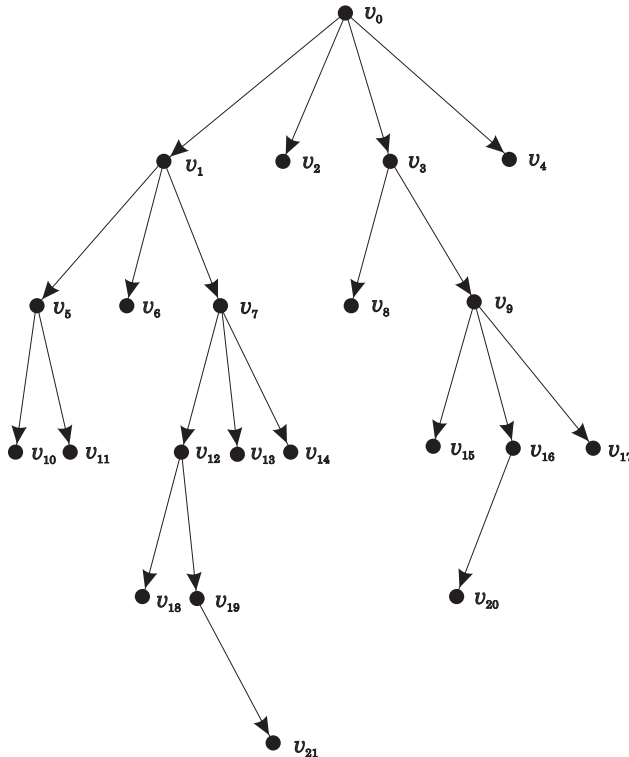 v₀
v₁ v₂ v₃ v₄
v₅ v₆ v₇ v₈ v₉
v₁₀ v₁₁ v₁₂ v₁₃ v₁₄ v₁₅ v₁₆ v₁₇
v₁₈ v₁₉ v₂₀
v₂₁